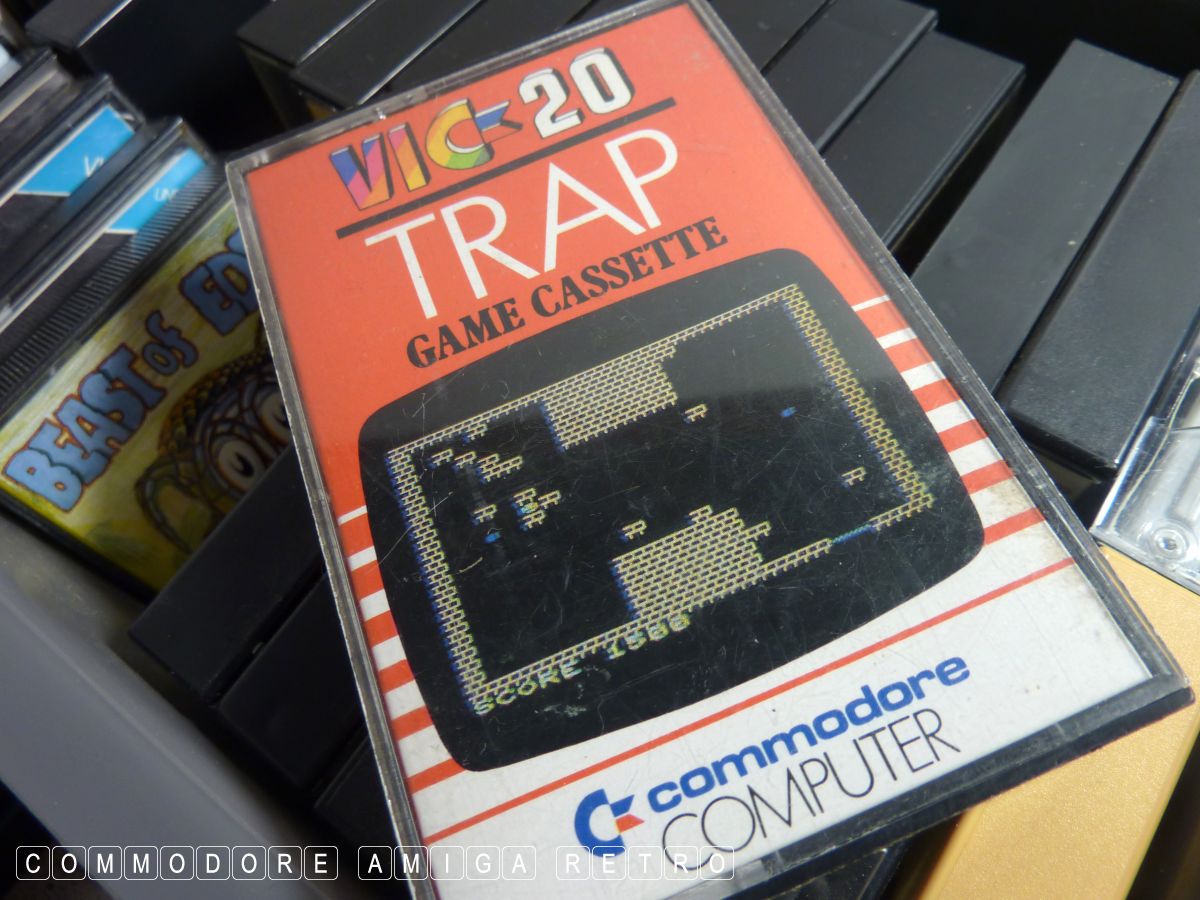 VIC 20
TRAP
GAME CASSETTE
SCORE 1500
commodore
COMPUTER
BEAST of
COMMODORE AMIGA RETRO